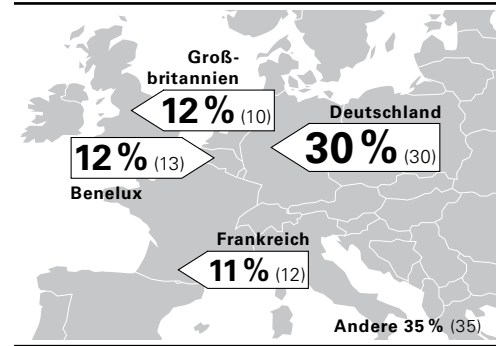 Groß-
britannien
12 % (10)
Deutschland
30 % (30)
12 % (13)
Benelux
Frankreich
11 % (12)
Andere 35 % (35)